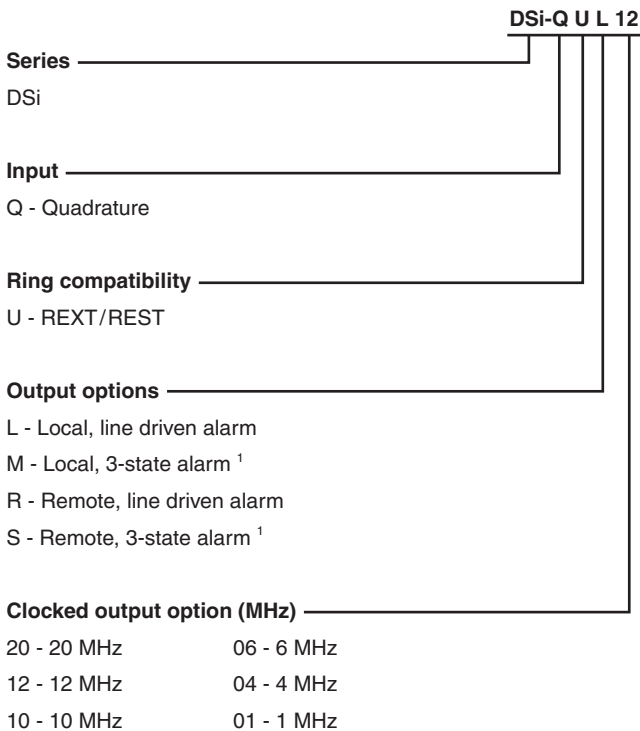 DSi-Q U L 12
Series
DSi
Input
Q - Quadrature
Ring compatibility
U - REXT/REST
Output options
L - Local, line driven alarm
M - Local, 3-state alarm 1
R - Remote, line driven alarm
S - Remote, 3-state alarm 1
Clocked output option (MHz)
20 - 20 MHz 06 - 6 MHz
12 - 12 MHz 04 - 4 MHz
10 - 10 MHz 01 - 1 MHz